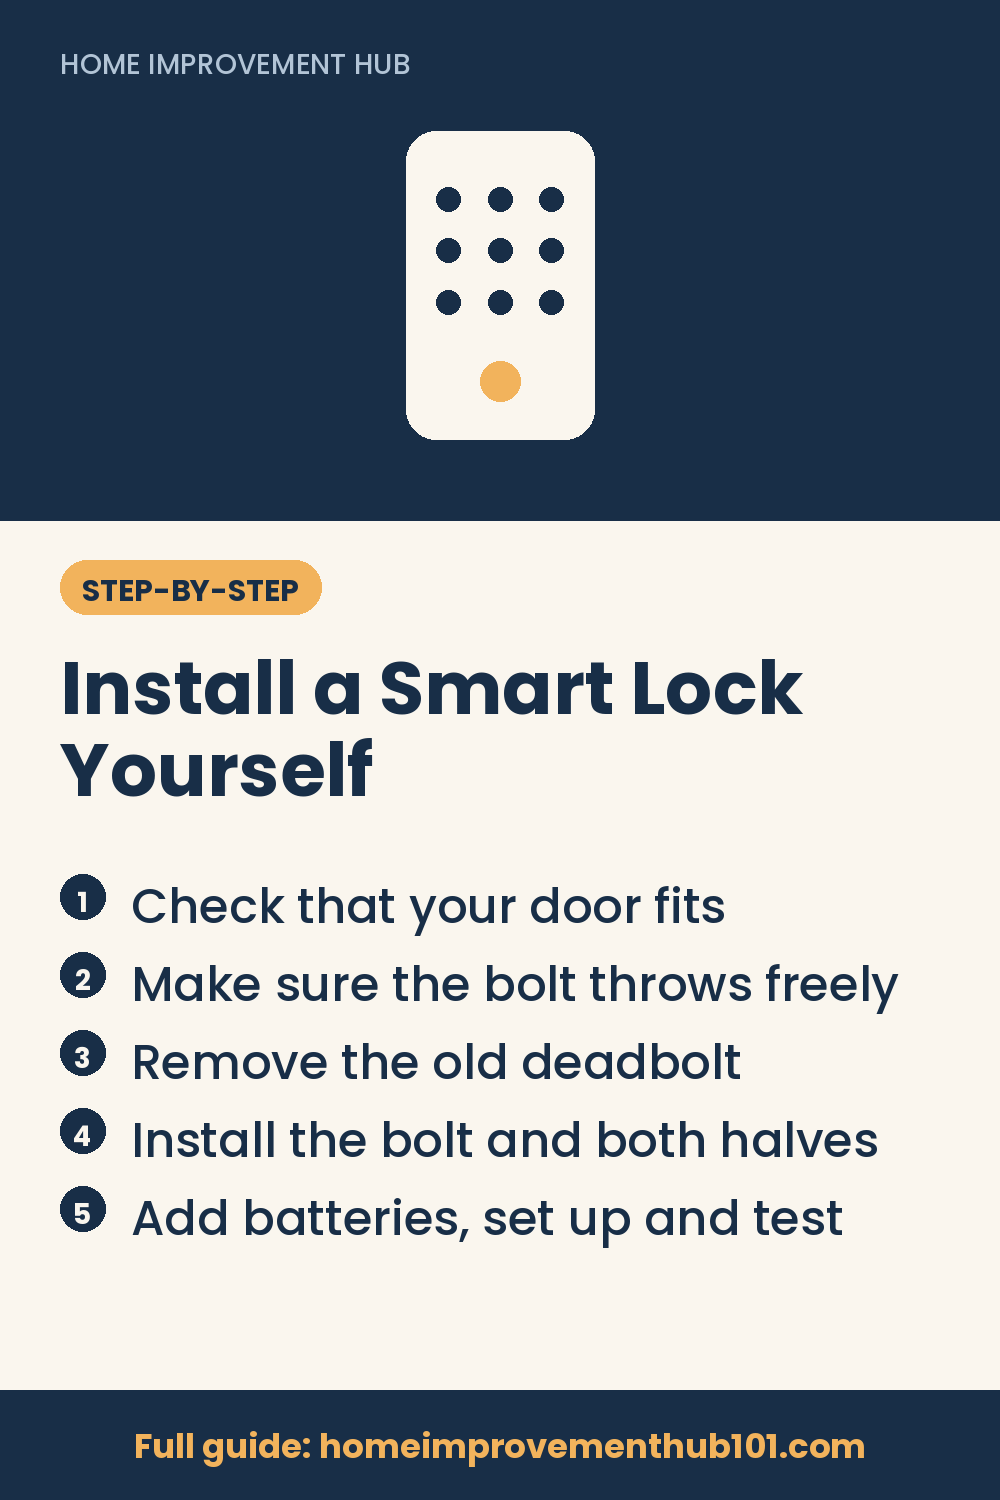 HOME IMPROVEMENT HUB
STEP-BY-STEP
Install a Smart Lock
Yourself
1 Check that your door fits
2 Make sure the bolt throws freely
3 Remove the old deadbolt
4 Install the bolt and both halves
5 Add batteries, set up and test
Full guide: homeimprovementhub101.com